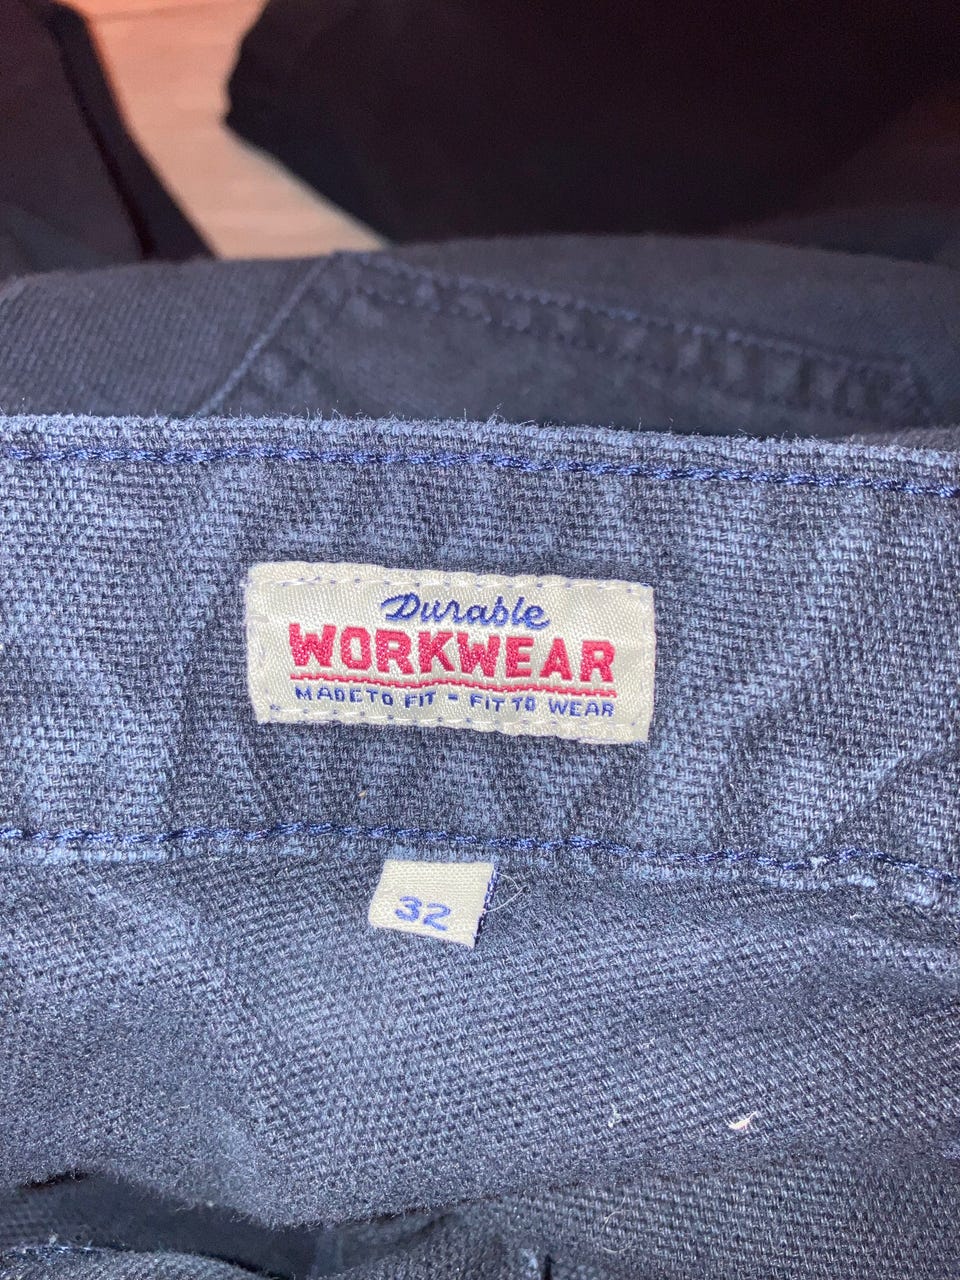 Durable
WORKWEAR
MADE TO FIT - FIT TO WEAR
32